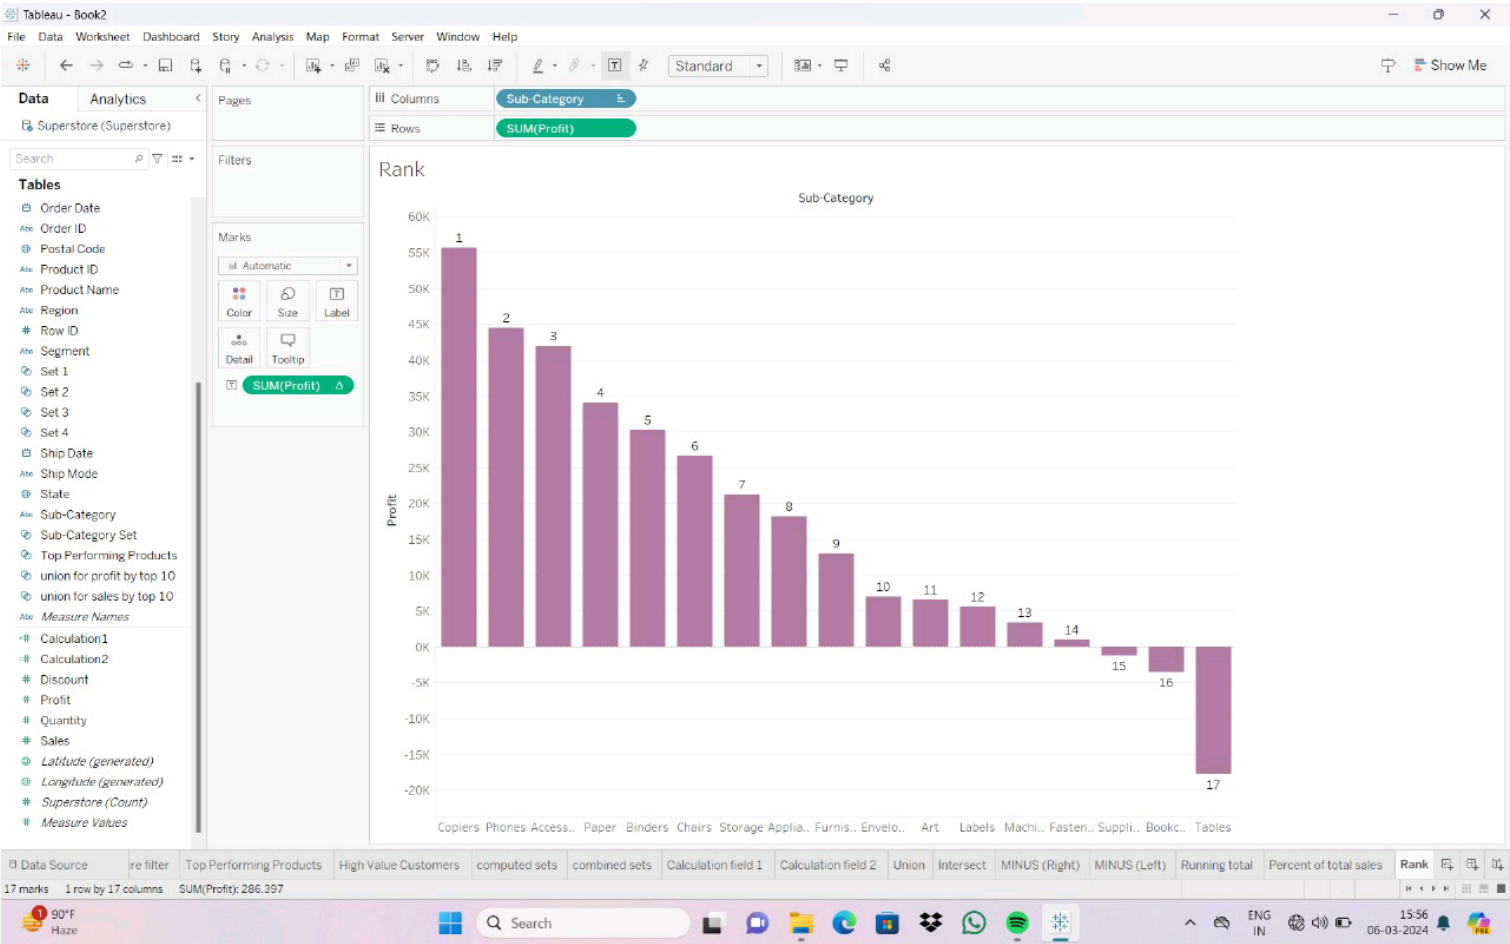 Tableau - Book2
File Data Worksheet Dashboard Story Analysis Map Format Server Window Help
Standard
Show Me
Data Analytics
Superstore (Superstore)
Search
Tables
Order Date
Abc Order ID
Postal Code
Abc Product ID
Abc Product Name
Abc Region
# Row ID
Abc Segment
Set 1
Set 2
Set 3
Set 4
Ship Date
Abc Ship Mode
State
Abc Sub-Category
Sub-Category Set
Top Performing Products
union for profit by top 10
union for sales by top 10
Abc Measure Names
=# Calculation1
=# Calculation2
# Discount
# Profit
# Quantity
# Sales
Latitude (generated)
Longitude (generated)
# Superstore (Count)
# Measure Values
Pages
Filters
Marks
Automatic
Color Size Label
Detail Tooltip
SUM(Profit) Δ
Columns Sub-Category
Rows SUM(Profit)
Rank
Sub-Category
Profit
60K
55K
50K
45K
40K
35K
30K
25K
20K
15K
10K
5K
0K
-5K
-10K
-15K
-20K
1 2 3 4 5 6 7 8 9 10 11 12 13 14 15 16 17
Copiers Phones Access.. Paper Binders Chairs Storage Applia.. Furnis.. Envelo.. Art Labels Machi.. Fasten.. Suppli.. Bookc.. Tables
Data Source re filter Top Performing Products High Value Customers computed sets combined sets Calculation field 1 Calculation field 2 Union Intersect MINUS (Right) MINUS (Left) Running total Percent of total sales Rank
17 marks 1 row by 17 columns SUM(Profit): 286.397
1
90°F
Haze
Search
ENG
IN
15:56
06-03-2024
PRE